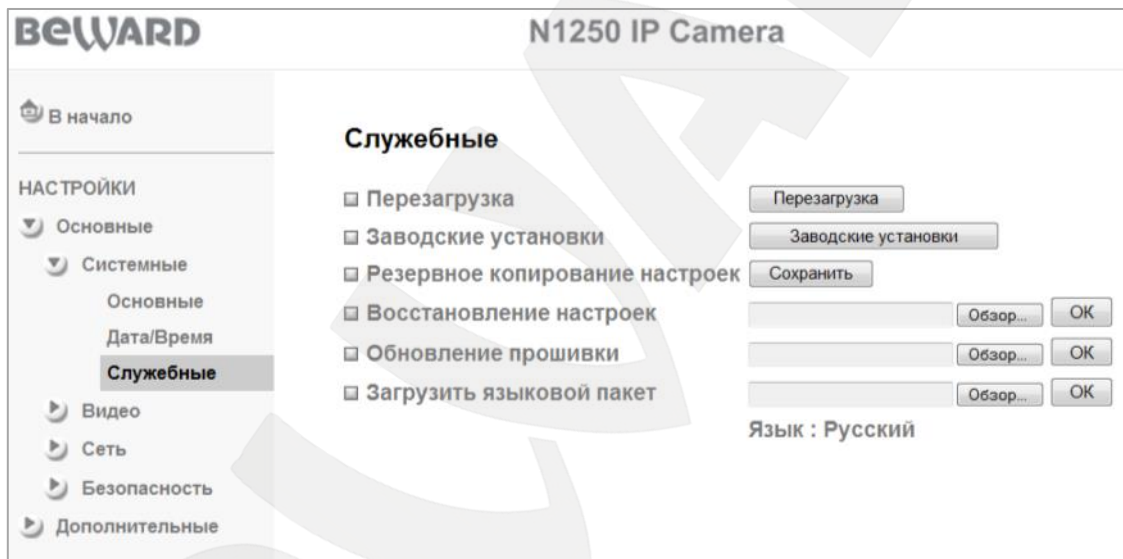 BEWARD
N1250 IP Camera
В начало
НАСТРОЙКИ
Основные
Системные
Основные
Дата/Время
Служебные
Видео
Сеть
Безопасность
Дополнительные
Служебные
Перезагрузка Перезагрузка
Заводские установки Заводские установки
Резервное копирование настроек Сохранить
Восстановление настроек Обзор... OK
Обновление прошивки Обзор... OK
Загрузить языковой пакет Обзор... OK
Язык : Русский